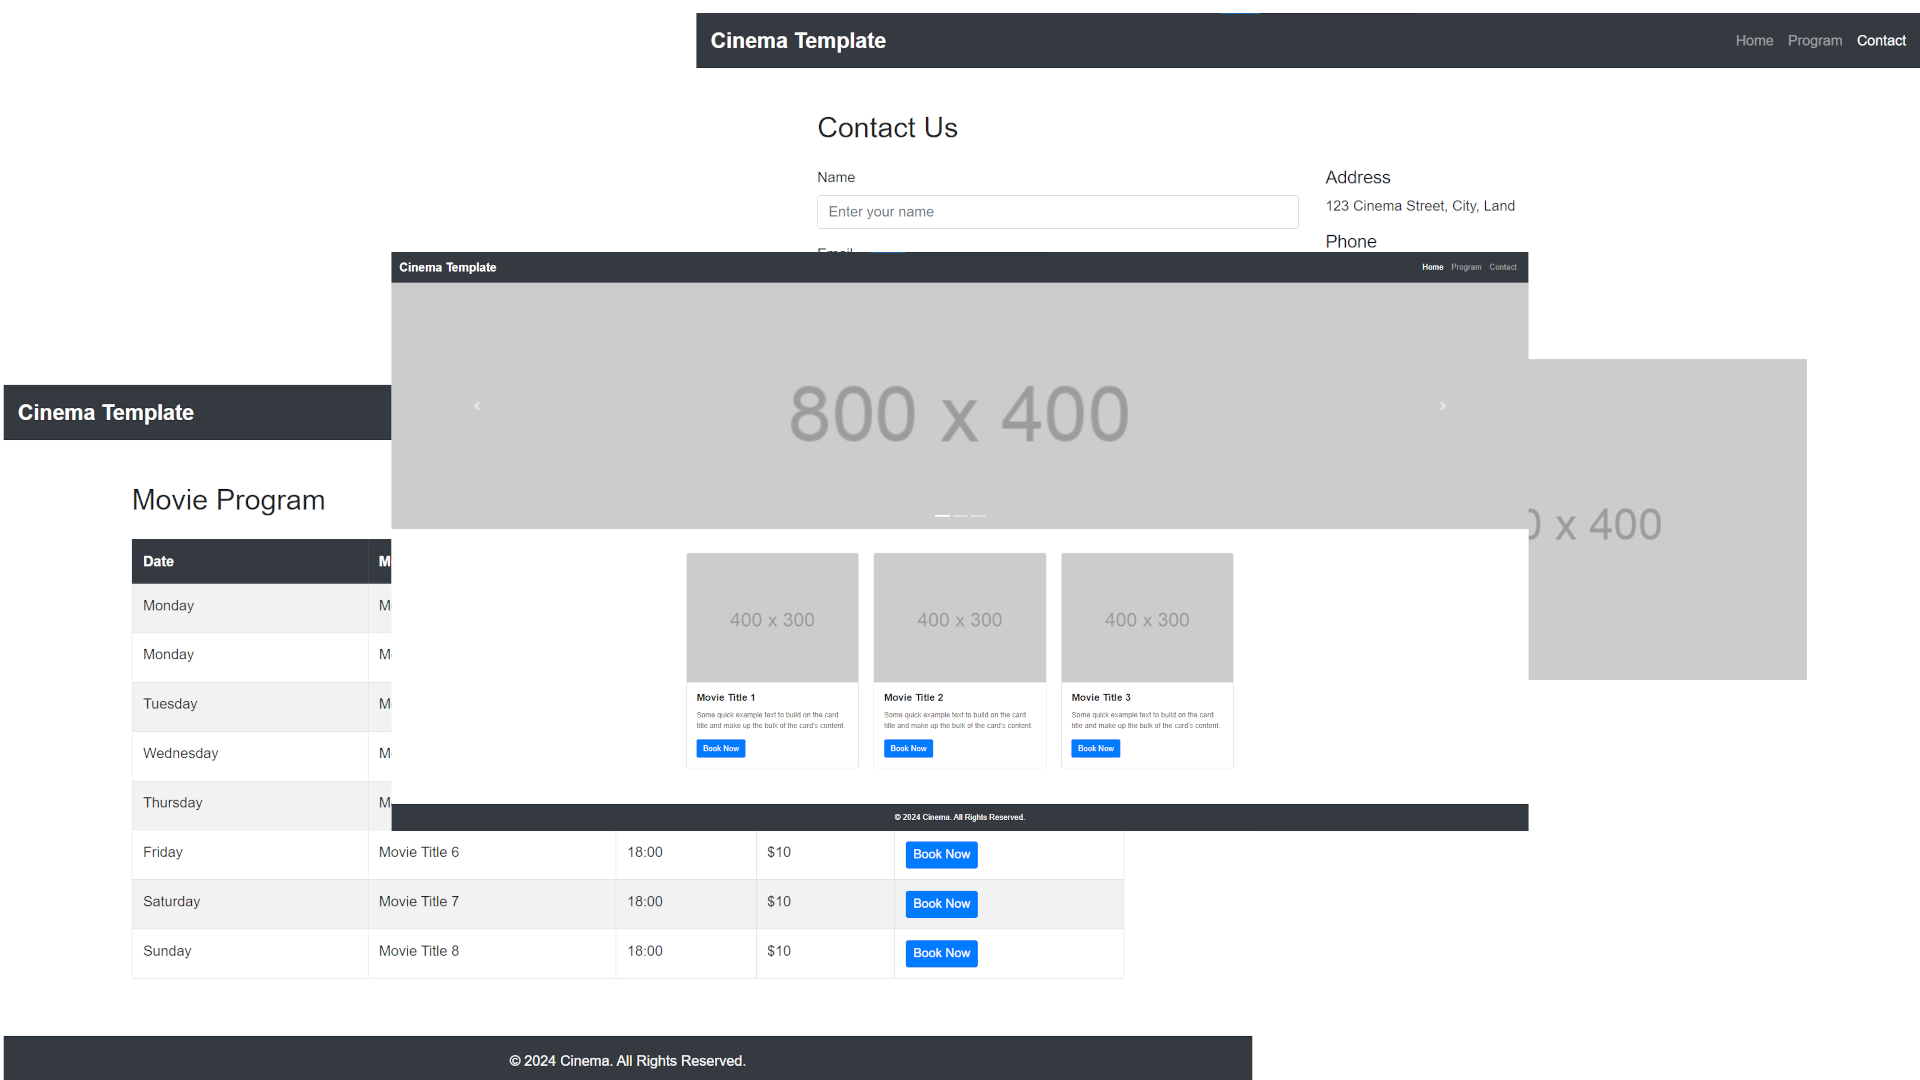 Cinema Template
Home Program Contact
Contact Us
Name
Enter your name
Address
123 Cinema Street, City, Land
Phone
Email
Cinema Template
Home Program Contact
800 x 400
x 400
400 x 300
400 x 300
400 x 300
Movie Title 1
Some quick example text to build on the card
title and make up the bulk of the card's content.
Book Now
Movie Title 2
Some quick example text to build on the card
title and make up the bulk of the card's content.
Book Now
Movie Title 3
Some quick example text to build on the card
title and make up the bulk of the card's content.
Book Now
© 2024 Cinema. All Rights Reserved.
Cinema Template
Movie Program
Date
Monday
Monday
Tuesday
Wednesday
Thursday
Friday Movie Title 6 18:00 $10 Book Now
Saturday Movie Title 7 18:00 $10 Book Now
Sunday Movie Title 8 18:00 $10 Book Now
© 2024 Cinema. All Rights Reserved.